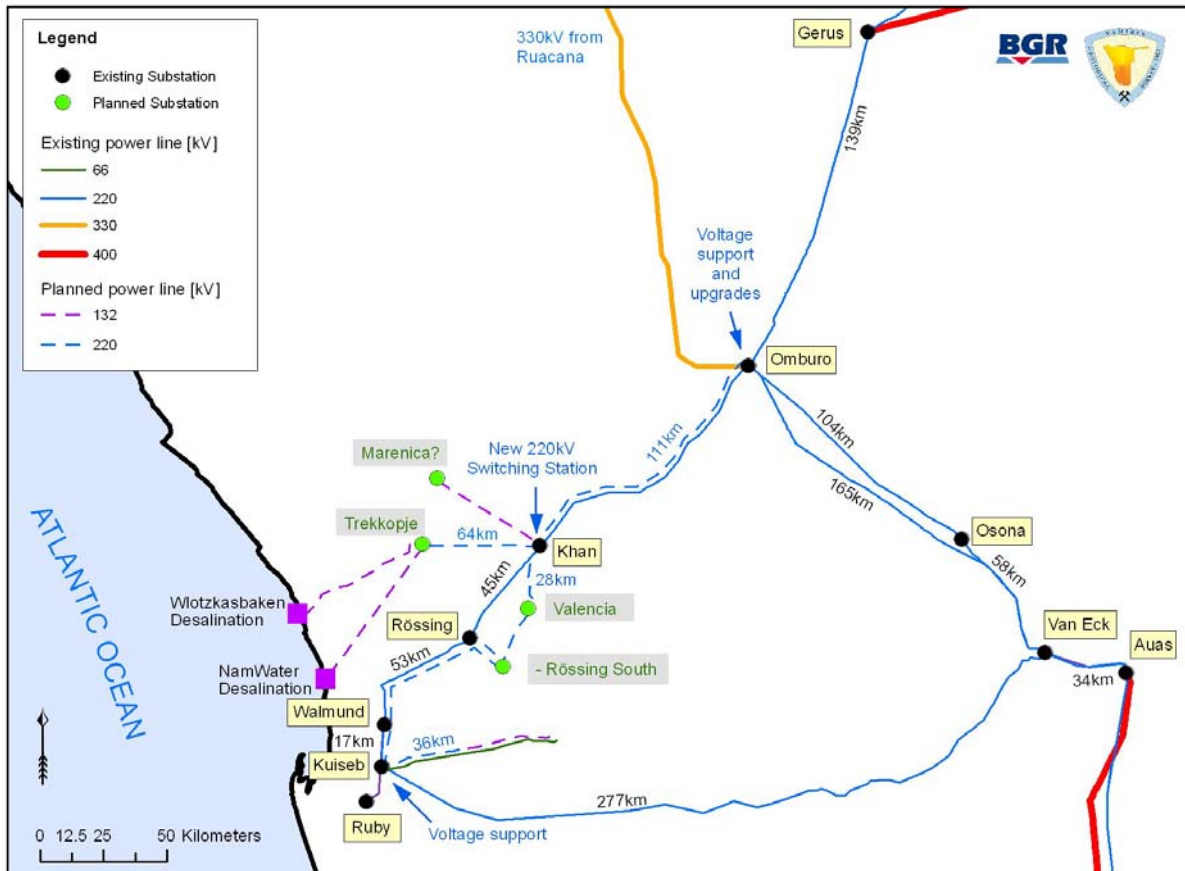 Legend
Existing Substation
Planned Substation
Existing power line [kV]
66
220
330
400
Planned power line [kV]
132
220
330kV from
Ruacana
Gerus
BGR
139km
Voltage
support
and
upgrades
Omburo
111km
104km
165km
Marenica?
New 220kV
Switching Station
Trekkopje
64km
Khan
Osona
58km
45km
28km
Wlotzkasbaken
Desalination
Valencia
Rössing
Van Eck
Auas
53km
- Rössing South
34km
NamWater
Desalination
Walmund
17km
36km
Kuiseb
277km
Ruby
Voltage support
ATLANTIC OCEAN
0 12.5 25 50 Kilometers